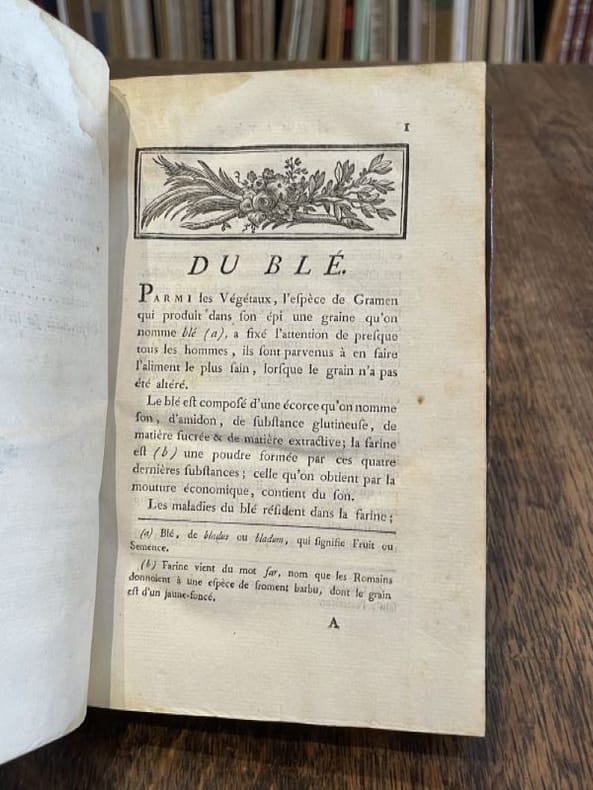 1
DU BLÉ.
PARMI les Végétaux, l'eſpèce de Gramen
qui produit dans ſon épi une graine qu'on
nomme blé (a), a fixé l'attention de preſque
tous les hommes, ils ſont parvenus à en faire
l'aliment le plus ſain, lorſque le grain n'a pas
été altéré.
Le blé eſt compoſé d'une écorce qu'on nomme
ſon, d'amidon, de ſubſtance glutineuſe, de
matière ſucrée & de matière extractive; la farine
eſt (b) une poudre formée par ces quatre
dernières ſubſtances; celle qu'on obtient par la
mouture économique, contient du ſon.
Les maladies du blé réſident dans la farine;
(a) Blé, de bladus ou bladum, qui ſignifie Fruit ou
Semence.
(b) Farine vient du mot far, nom que les Romains
donnoient à une eſpèce de froment barbu, dont le grain
eſt d'un jaune-foncé.
A